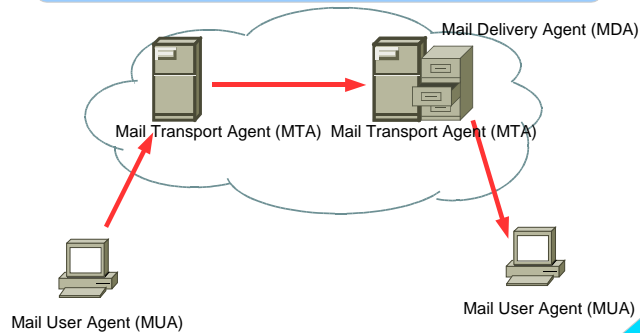 Mail Delivery Agent (MDA)
Mail Transport Agent (MTA)
Mail Transport Agent (MTA)
Mail User Agent (MUA)
Mail User Agent (MUA)